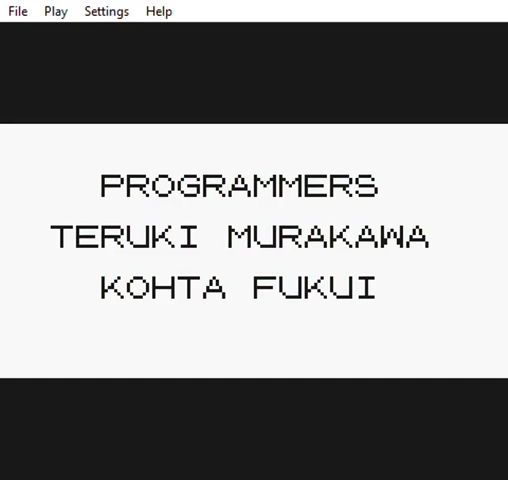 File Play Settings Help
PROGRAMMERS
TERUKI MURAKAWA
KOHTA FUKUI